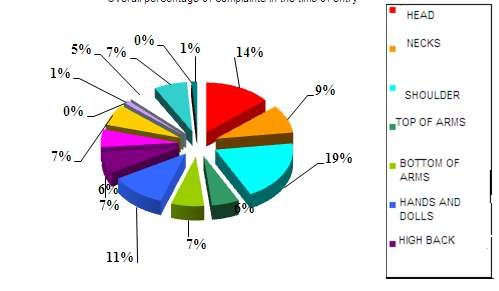 Overall percentage of complaints in the time of entry
0%
1%
5%
7%
14%
1%
9%
0%
7%
19%
6%
7%
6%
7%
11%
HEAD
NECKS
SHOULDER
TOP OF ARMS
BOTTOM OF
ARMS
HANDS AND
DOLLS
HIGH BACK